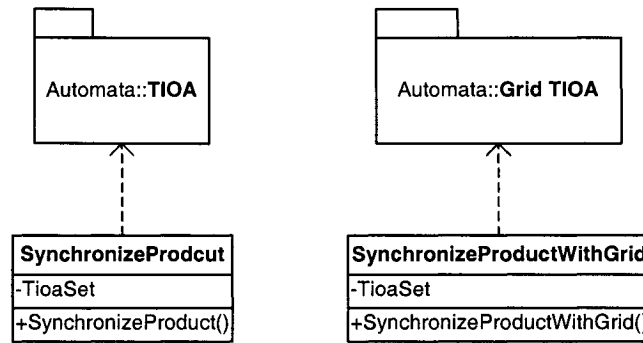 Automata::TIOA
Automata::Grid TIOA
SynchronizeProdcut
-TioaSet
+SynchronizeProduct()
SynchronizeProductWithGrid
-TioaSet
+SynchronizeProductWithGrid()